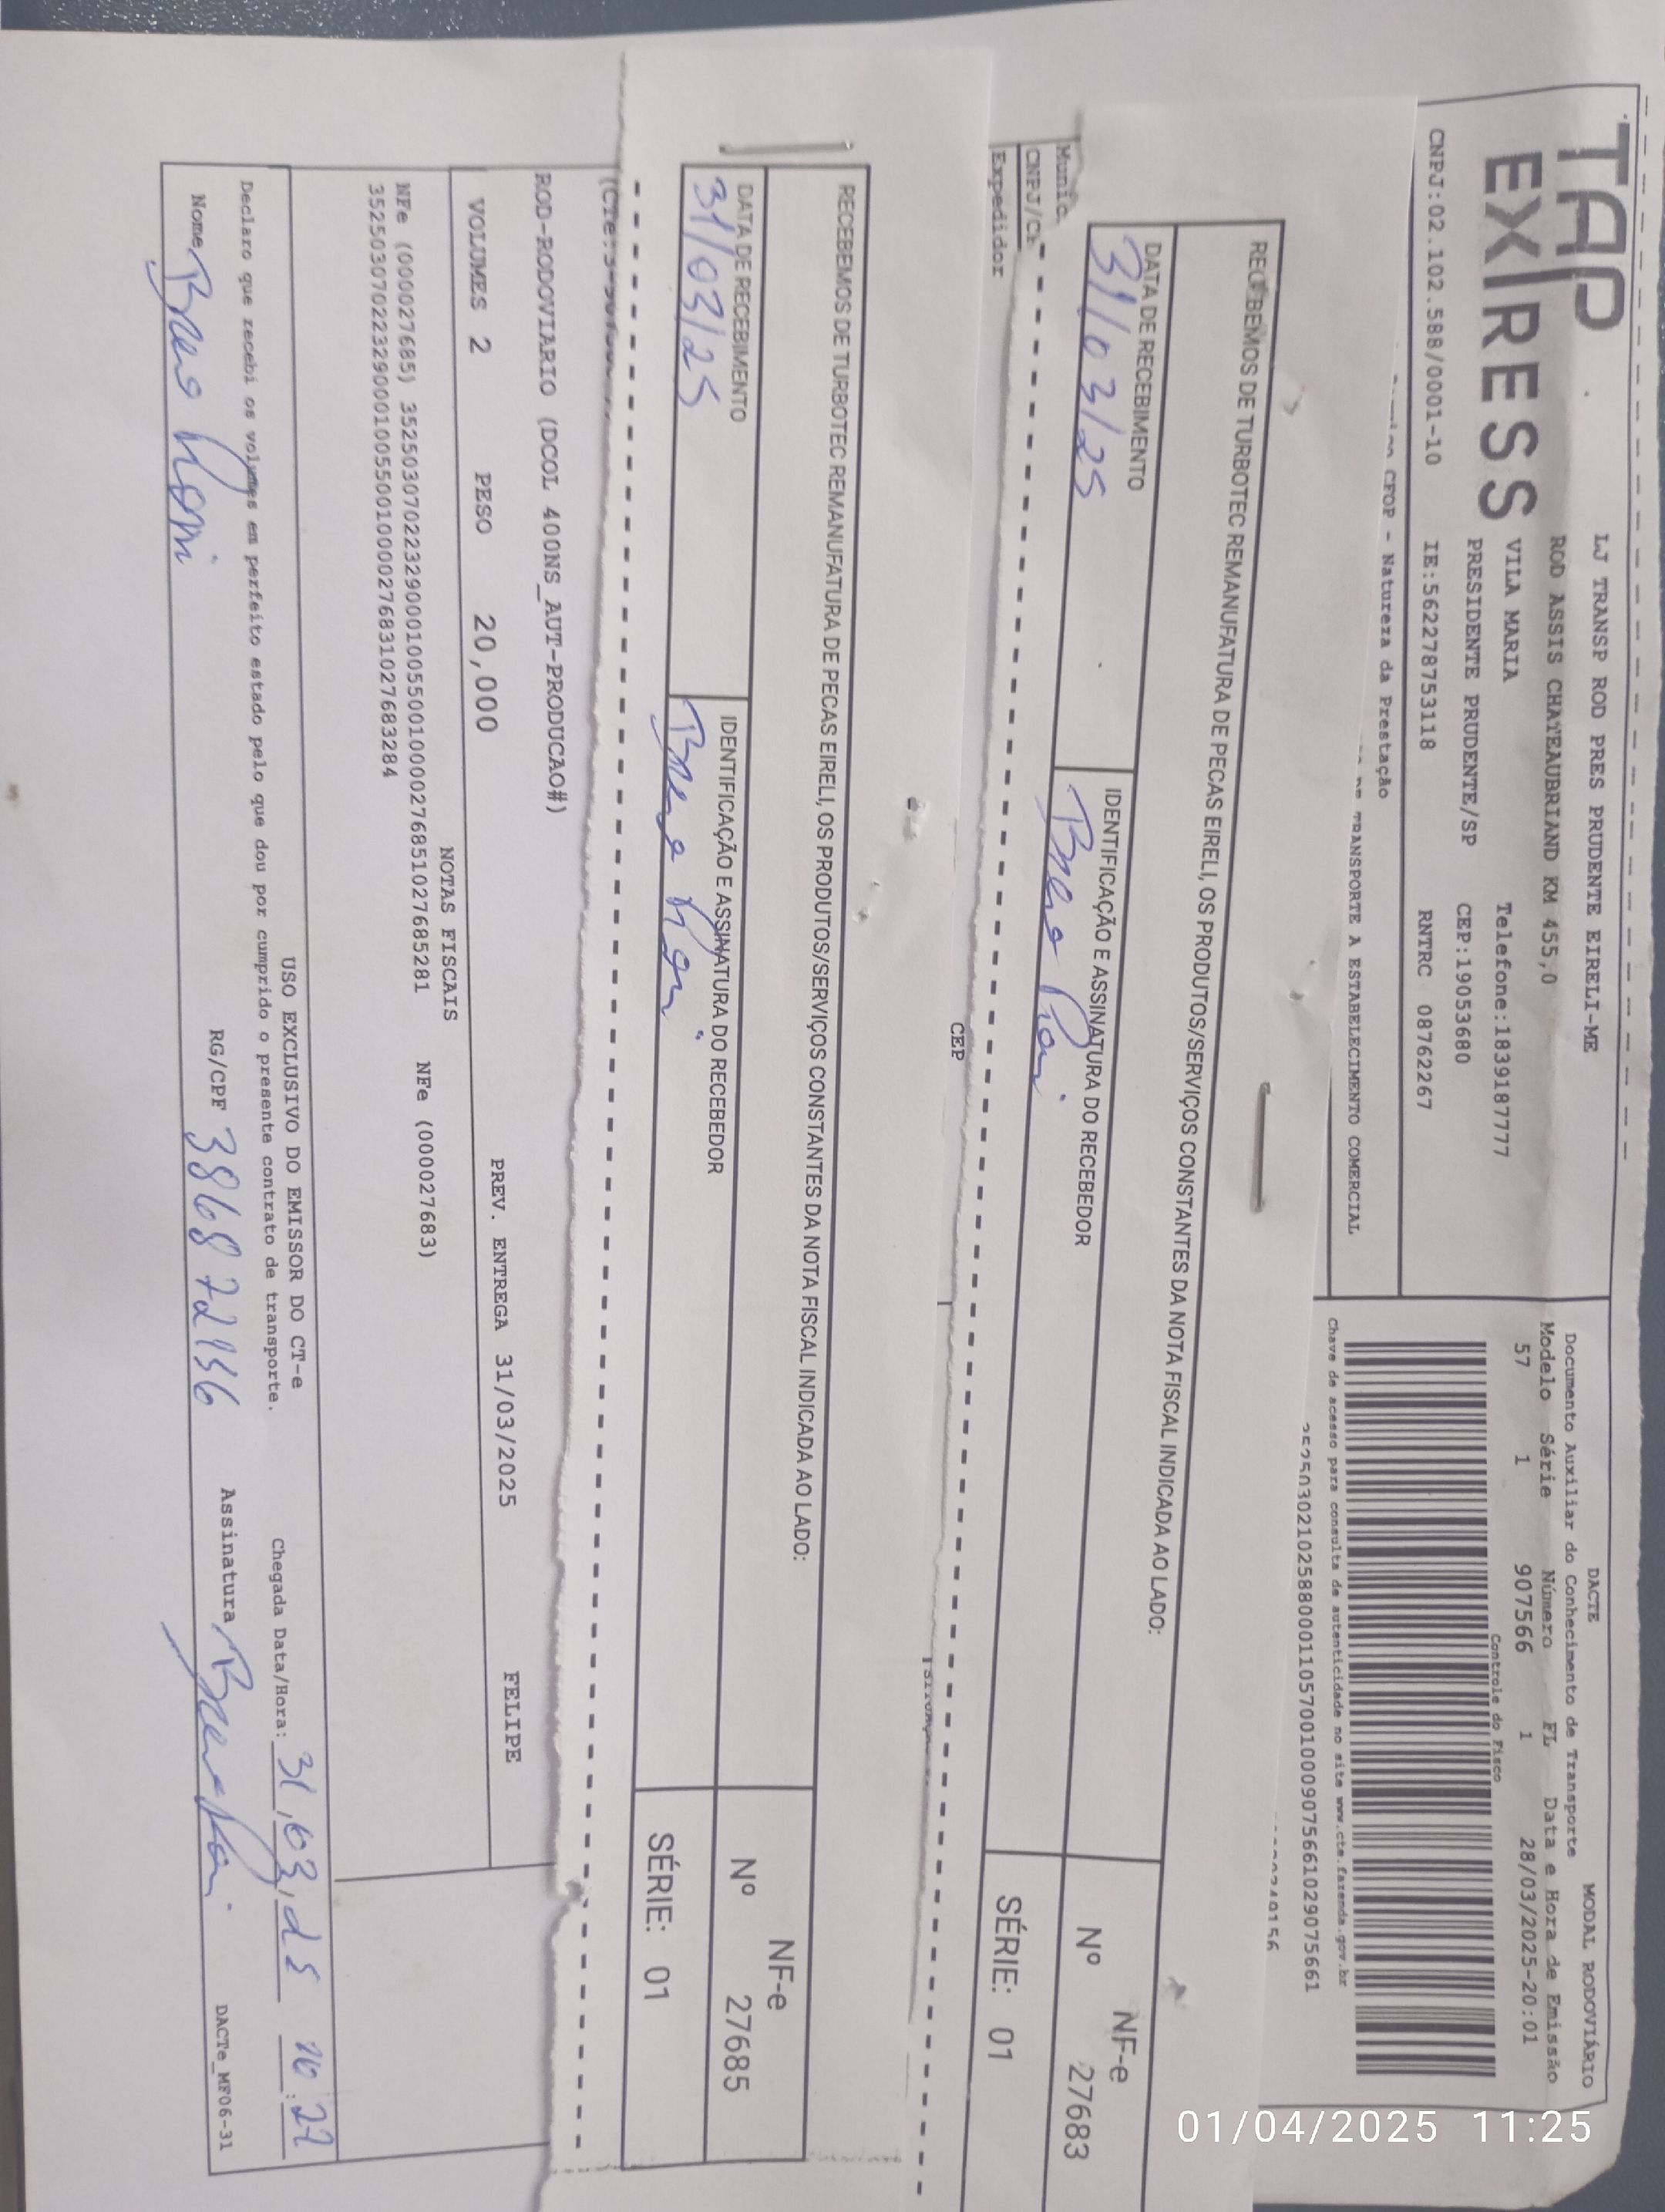 TAP
EXPRESS
LJ TRANSP ROD PRES PRUDENTE EIRELI-ME
ROD ASSIS CHATEAUBRIAND KM 455,0
VILA MARIA Telefone:1839187777
PRESIDENTE PRUDENTE/SP CEP:19053680
CNPJ:02.102.588/0001-10 IE:562278753118 RNTRC 08762267
DACTE MODAL RODOVIÁRIO
Documento Auxiliar do Conhecimento de Transporte
Modelo Série Número FL Data e Hora de Emissão
57 1 907566 1 28/03/2025-20:01
Controle do Fisco
CFOP - Natureza da Prestação
TRANSPORTE A ESTABELECIMENTO COMERCIAL
Chave de acesso para consulta de autenticidade no site www.cte.fazenda.gov.br
RECEBEMOS DE TURBOTEC REMANUFATURA DE PECAS EIRELI, OS PRODUTOS/SERVIÇOS CONSTANTES DA NOTA FISCAL INDICADA AO LADO:
NF-e
Nº 27683
SÉRIE: 01
DATA DE RECEBIMENTO IDENTIFICAÇÃO E ASSINATURA DO RECEBEDOR
31/03/25
Munic.
CNPJ/C
Expedidor
CEP
RECEBEMOS DE TURBOTEC REMANUFATURA DE PECAS EIRELI, OS PRODUTOS/SERVIÇOS CONSTANTES DA NOTA FISCAL INDICADA AO LADO:
NF-e
Nº 27685
SÉRIE: 01
DATA DE RECEBIMENTO IDENTIFICAÇÃO E ASSINATURA DO RECEBEDOR
31/03/25
ROD-RODOVIARIO (DCOL 400NS_AUT-PRODUCAO#)
VOLUMES 2 PESO 20,000 PREV. ENTREGA 31/03/2025 FELIPE
NOTAS FISCAIS
NFe (000027685) 35250307022329000100550010000276851027685281 NFe (000027683)
35250307022329000100550010000276831027683284
USO EXCLUSIVO DO EMISSOR DO CT-e
Declaro que recebi os volumes em perfeito estado pelo que dou por cumprido o presente contrato de transporte.
Chegada Data/Hora: 31/03/25 10:27
Nome Breno RG/CPF 386872156 Assinatura
DACTe_MF06-31
01/04/2025 11:25